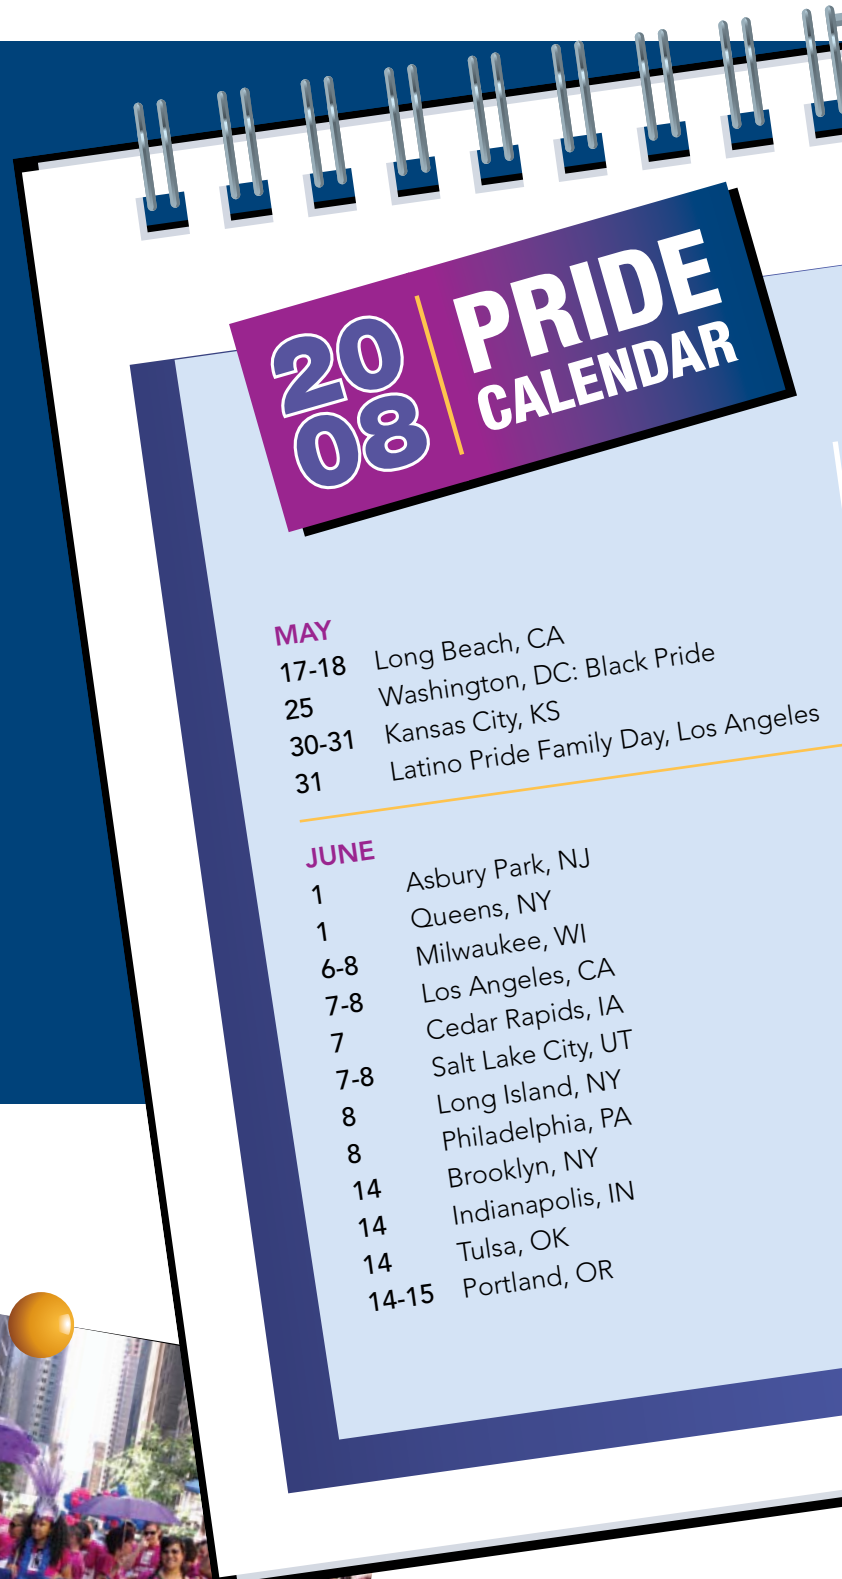 20
08
PRIDE
CALENDAR
MAY
17-18 Long Beach, CA
25 Washington, DC: Black Pride
30-31 Kansas City, KS
31 Latino Pride Family Day, Los Angeles
JUNE
1 Asbury Park, NJ
1 Queens, NY
6-8 Milwaukee, WI
7-8 Los Angeles, CA
7 Cedar Rapids, IA
7-8 Salt Lake City, UT
8 Long Island, NY
8 Philadelphia, PA
14 Brooklyn, NY
14 Indianapolis, IN
14 Tulsa, OK
14-15 Portland, OR